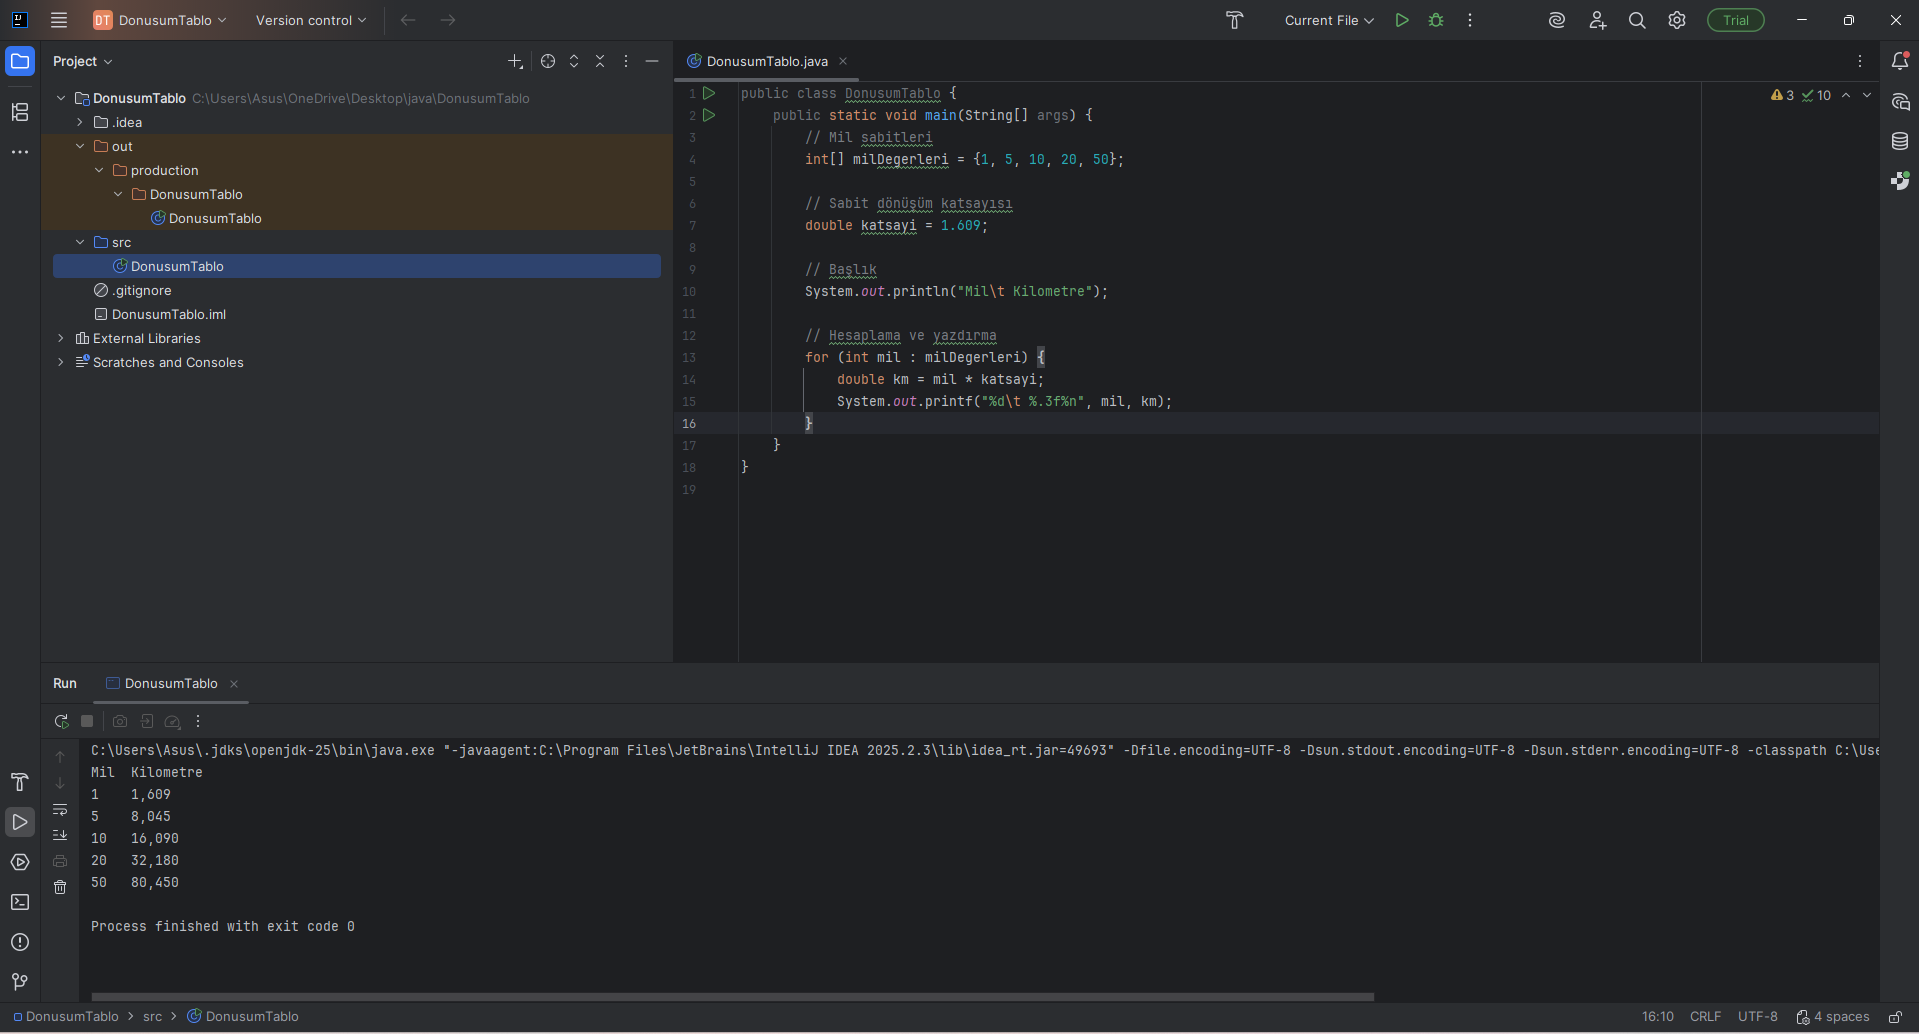 DT DonusumTablo Version control Current File Trial
Project
DonusumTablo C:\Users\Asus\OneDrive\Desktop\java\DonusumTablo
.idea
out
production
DonusumTablo
DonusumTablo
src
DonusumTablo
.gitignore
DonusumTablo.iml
External Libraries
Scratches and Consoles
DonusumTablo.java
3 10
1 public class DonusumTablo {
2 public static void main(String[] args) {
3 // Mil sabitleri
4 int[] milDegerleri = {1, 5, 10, 20, 50};
5
6 // Sabit dönüşüm katsayısı
7 double katsayi = 1.609;
8
9 // Başlık
10 System.out.println("Mil\t Kilometre");
11
12 // Hesaplama ve yazdırma
13 for (int mil : milDegerleri) {
14 double km = mil * katsayi;
15 System.out.printf("%d\t %.3f%n", mil, km);
16 }
17 }
18 }
19
Run DonusumTablo
C:\Users\Asus\.jdks\openjdk-25\bin\java.exe "-javaagent:C:\Program Files\JetBrains\IntelliJ IDEA 2025.2.3\lib\idea_rt.jar=49693" -Dfile.encoding=UTF-8 -Dsun.stdout.encoding=UTF-8 -Dsun.stderr.encoding=UTF-8 -classpath C:\Use
Mil Kilometre
1 1,609
5 8,045
10 16,090
20 32,180
50 80,450
Process finished with exit code 0
DonusumTablo > src > DonusumTablo 16:10 CRLF UTF-8 4 spaces